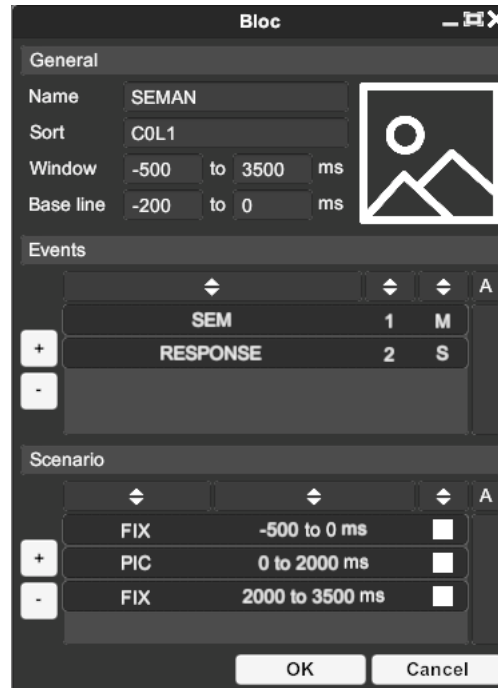 Bloc
General
Name SEMAN
Sort C0L1
Window -500 to 3500 ms
Base line -200 to 0 ms
Events
A
SEM 1 M
+ RESPONSE 2 S
-
Scenario
A
FIX -500 to 0 ms
+ PIC 0 to 2000 ms
- FIX 2000 to 3500 ms
OK Cancel